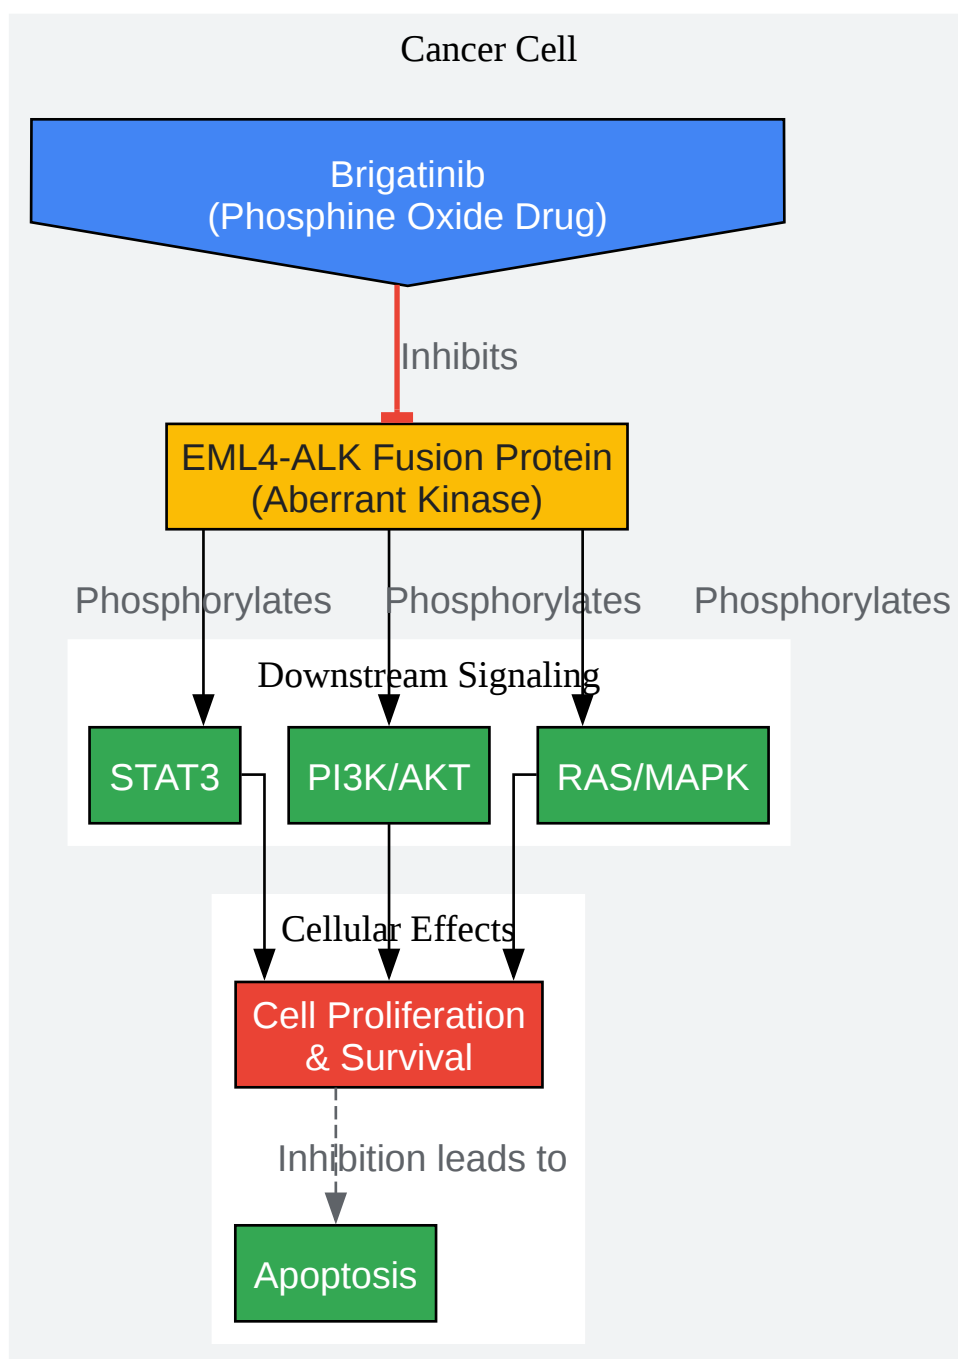 Cancer Cell
Brigatinib
(Phosphine Oxide Drug)
Inhibits
EML4-ALK Fusion Protein
(Aberrant Kinase)
Phosphorylates
Phosphorylates
Phosphorylates
Downstream Signaling
STAT3
PI3K/AKT
RAS/MAPK
Cellular Effects
Cell Proliferation
& Survival
Inhibition leads to
Apoptosis